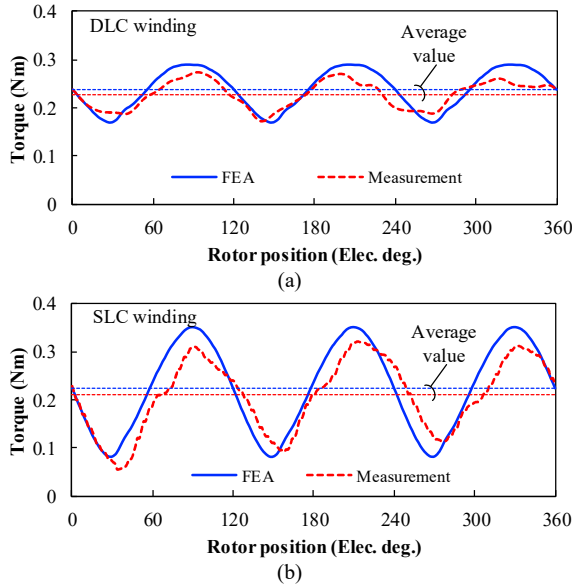 DLC winding
0.4
0.3
0.2
0.1
0
Torque (Nm)
Average
value
FEA
Measurement
0 60 120 180 240 300 360
Rotor position (Elec. deg.)
(a)
SLC winding
0.4
0.3
0.2
0.1
0
Torque (Nm)
Average
value
FEA
Measurement
0 60 120 180 240 300 360
Rotor position (Elec. deg.)
(b)